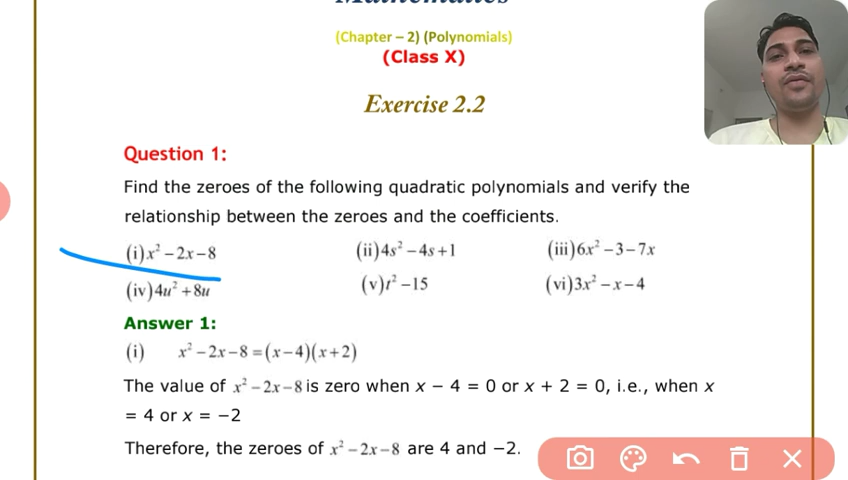 Mathematics
(Chapter – 2) (Polynomials)
(Class X)
Exercise 2.2
Question 1:
Find the zeroes of the following quadratic polynomials and verify the
relationship between the zeroes and the coefficients.
(i) x² – 2x – 8 (ii) 4s² – 4s + 1 (iii) 6x² – 3 – 7x
(iv) 4u² + 8u (v) t² – 15 (vi) 3x² – x – 4
Answer 1:
(i) x² – 2x – 8 = (x – 4)(x + 2)
The value of x² – 2x – 8 is zero when x − 4 = 0 or x + 2 = 0, i.e., when x
= 4 or x = −2
Therefore, the zeroes of x² – 2x – 8 are 4 and −2.